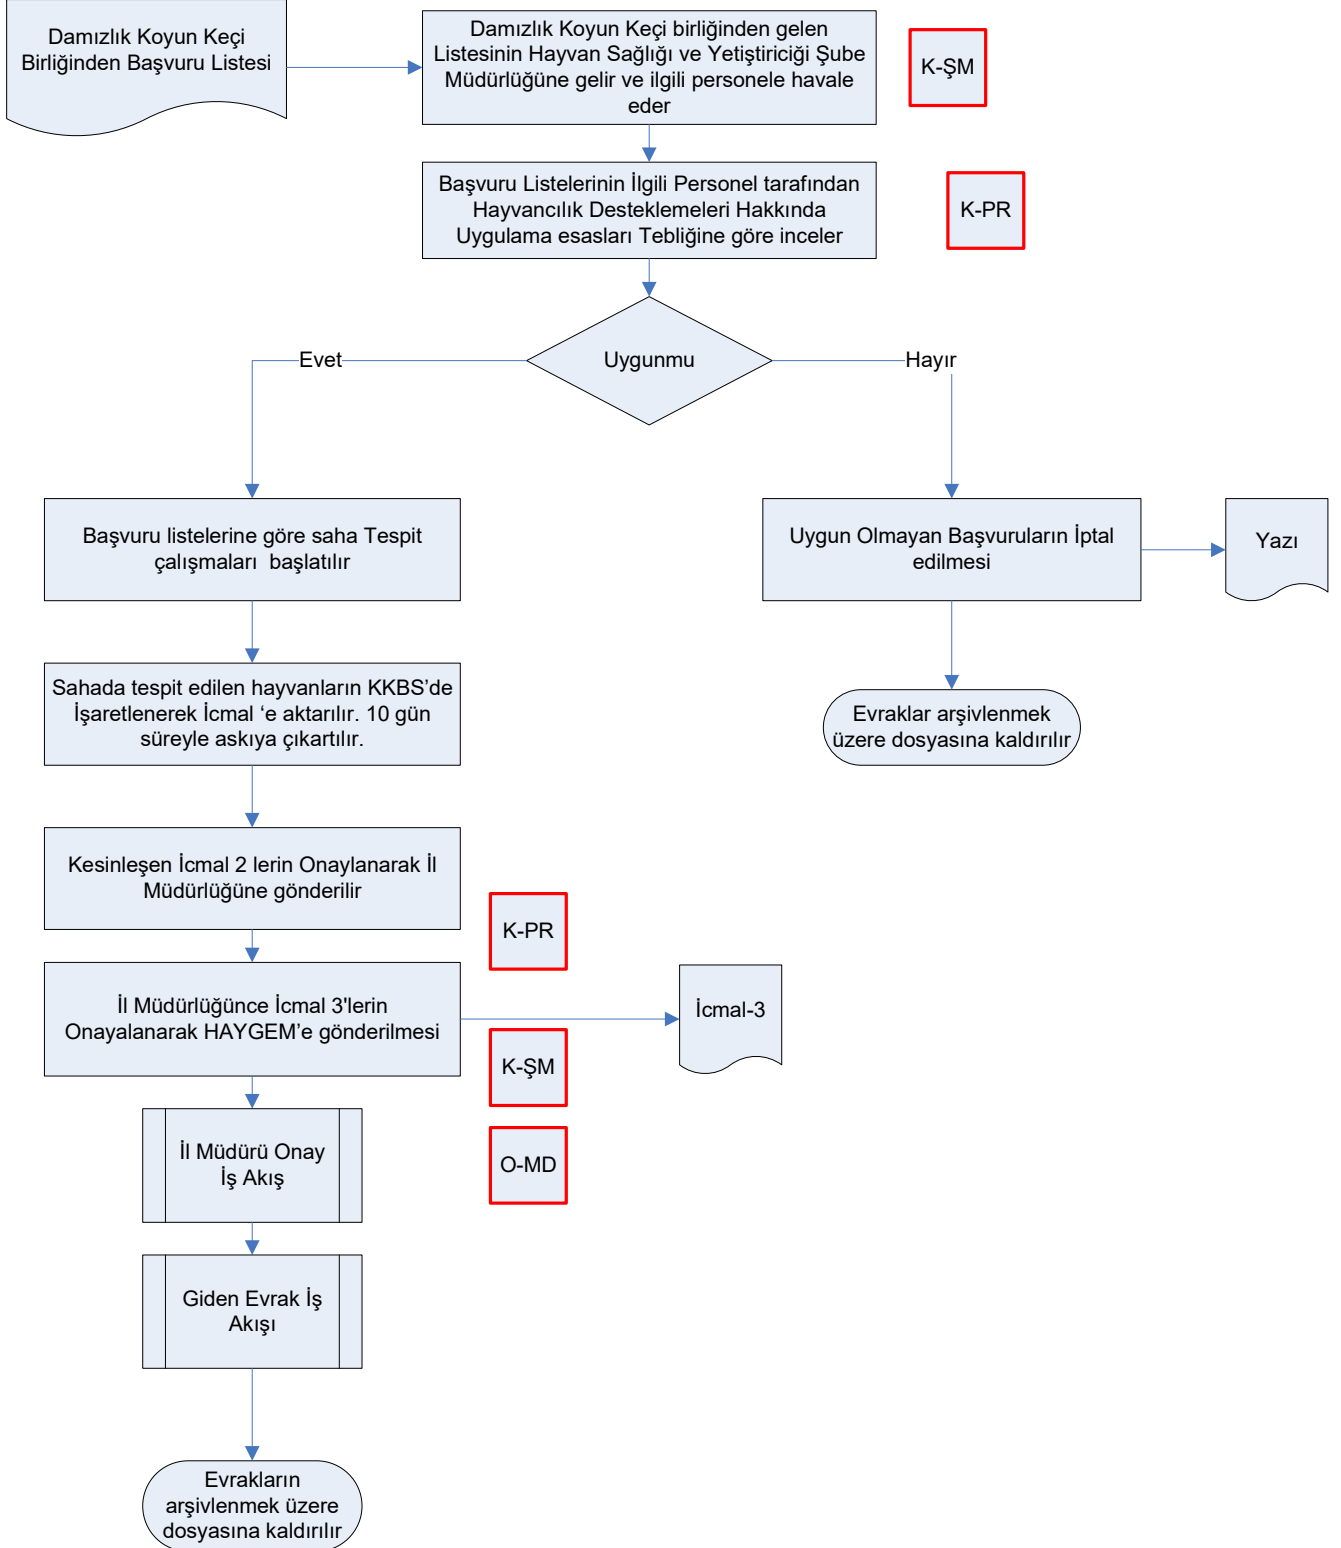 Damızlık Koyun Keçi
Birliğinden Başvuru Listesi
Damızlık Koyun Keçi birliğinden gelen
Listesinin Hayvan Sağlığı ve Yetiştiriciği Şube
Müdürlüğüne gelir ve ilgili personele havale
eder
K-ŞM
Başvuru Listelerinin İlgili Personel tarafından
Hayvancılık Desteklemeleri Hakkında
Uygulama esasları Tebliğine göre inceler
K-PR
Uygunmu
Evet
Hayır
Başvuru listelerine göre saha Tespit
çalışmaları  başlatılır
Uygun Olmayan Başvuruların İptal
edilmesi
Yazı
Sahada tespit edilen hayvanların KKBS’de
İşaretlenerek İcmal ‘e aktarılır. 10 gün
süreyle askıya çıkartılır.
Evraklar arşivlenmek
üzere dosyasına kaldırılır
Kesinleşen İcmal 2 lerin Onaylanarak İl
Müdürlüğüne gönderilir
K-PR
İl Müdürlüğünce İcmal 3'lerin
Onayalanarak HAYGEM’e gönderilmesi
İcmal-3
K-ŞM
İl Müdürü Onay
İş Akış
O-MD
Giden Evrak İş
Akışı
Evrakların
arşivlenmek üzere
dosyasına kaldırılır